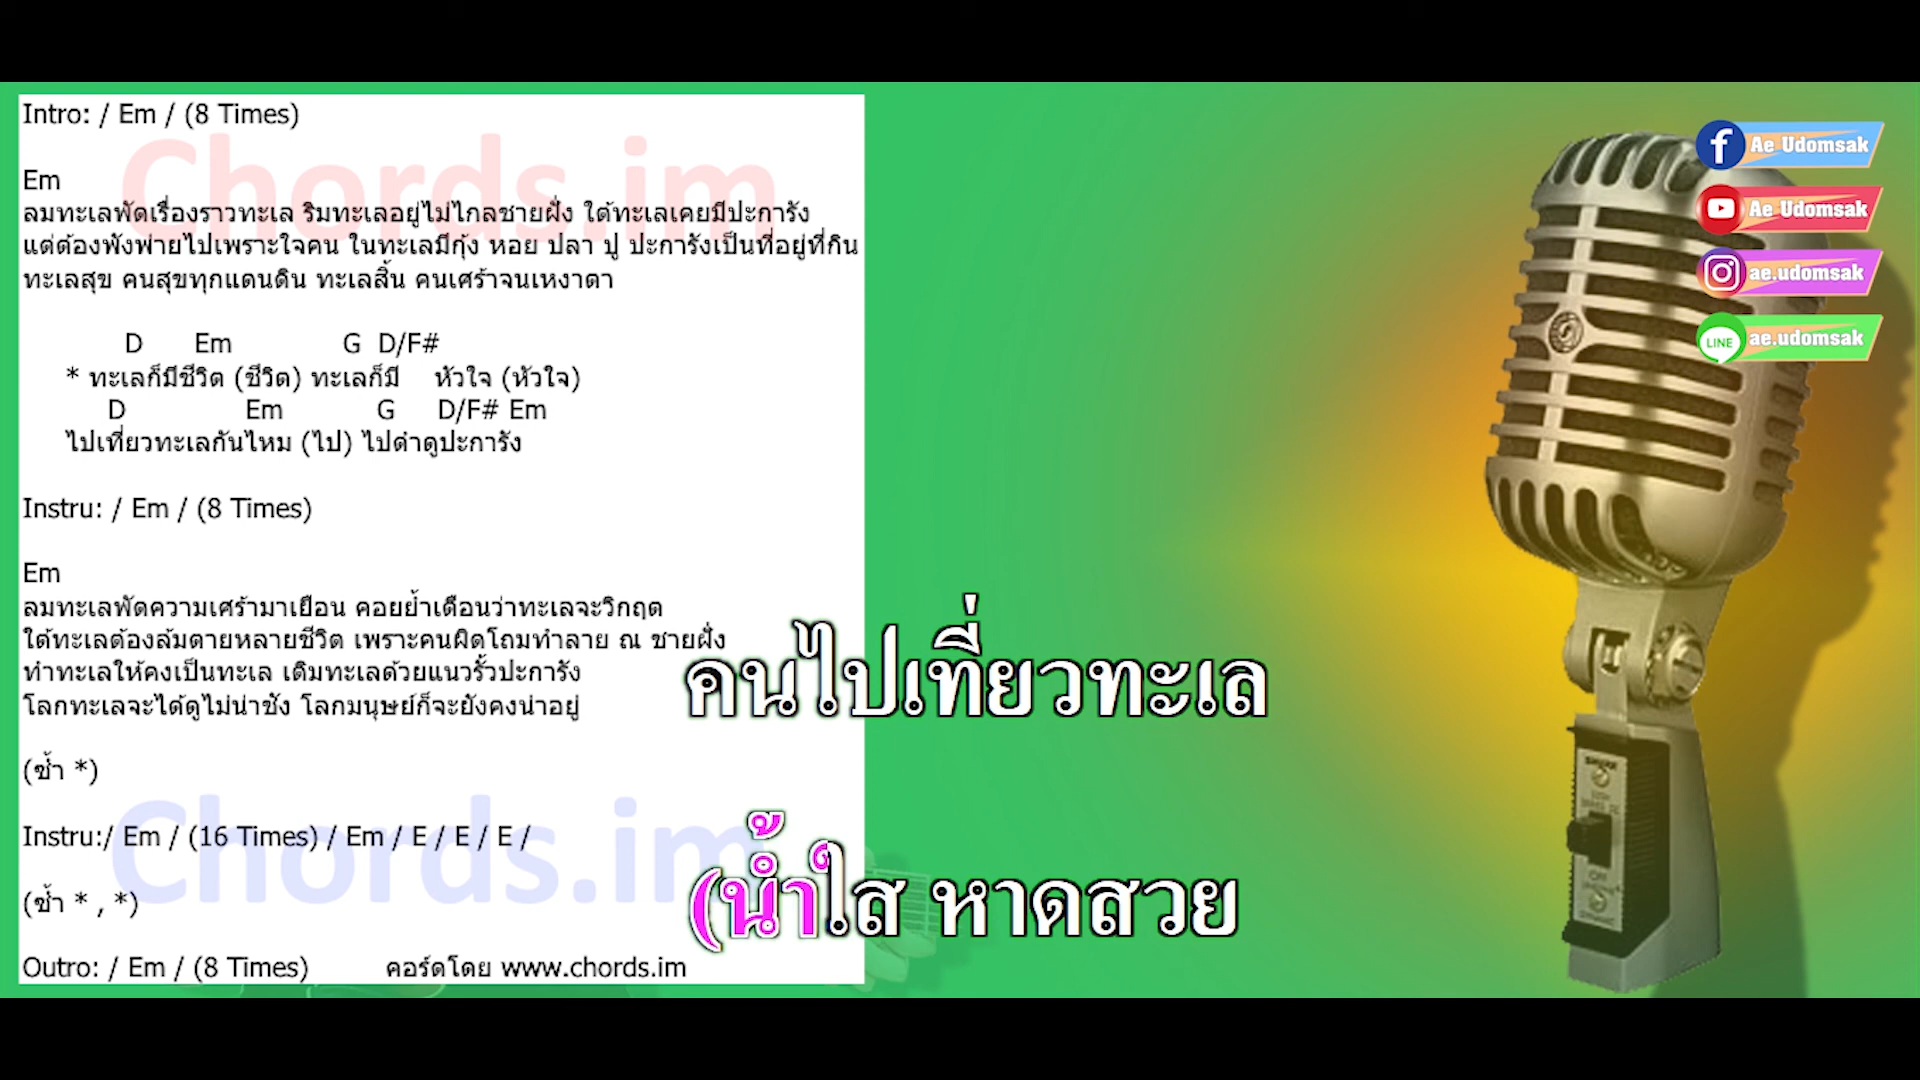 Intro: / Em / (8 Times)
Em
ลมทะเลพัดเรื่องราวทะเล ริมทะเลอยู่ไม่ไกลชายฝั่ง ใต้ทะเลเคยมีปะการัง
แต่ต้องพังพ่ายไปเพราะใจคน ในทะเลมีกุ้ง หอย ปลา ปู ปะการังเป็นที่อยู่ที่กิน
ทะเลสุข คนสุขทุกแดนดิน ทะเลสิ้น คนเศร้าจนเหงาตา
D Em G D/F#
* ทะเลก็มีชีวิต (ชีวิต) ทะเลก็มี หัวใจ (หัวใจ)
D Em G D/F# Em
ไปเที่ยวทะเลกันไหม (ไป) ไปดำดูปะการัง
Instru: / Em / (8 Times)
Em
ลมทะเลพัดความเศร้ามาเยือน คอยย้ำเตือนว่าทะเลจะวิกฤต
ใต้ทะเลต้องล้มตายหลายชีวิต เพราะคนผิดโถมทำลาย ณ ชายฝั่ง
ทำทะเลให้คงเป็นทะเล เติมทะเลด้วยแนวรั้วปะการัง
โลกทะเลจะได้ดูไม่น่าชัง โลกมนุษย์ก็จะยังคงน่าอยู่
(ซ้ำ *)
Instru:/ Em / (16 Times) / Em / E / E / E /
(ซ้ำ * , *)
Outro: / Em / (8 Times) คอร์ดโดย www.chords.im
Chords.im
Chords.im
คนไปเที่ยวทะเล
(น้ำใส หาดสวย
Ae Udomsak
Ae Udomsak
ae.udomsak
LINE ae.udomsak